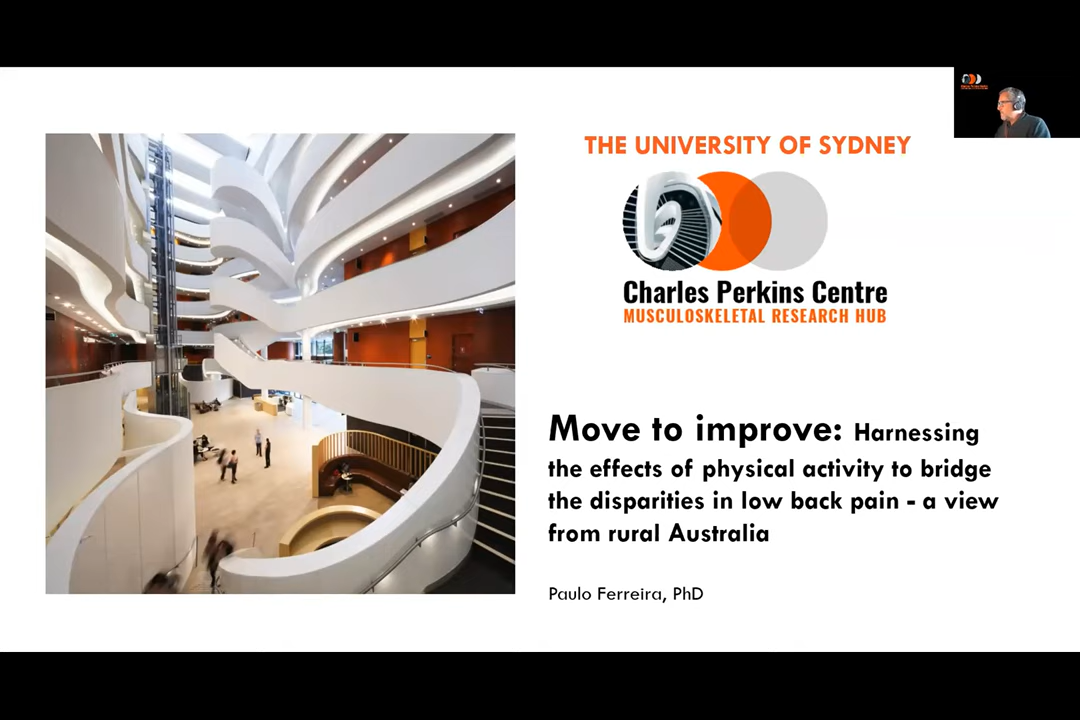 THE UNIVERSITY OF SYDNEY
Charles Perkins Centre
MUSCULOSKELETAL RESEARCH HUB
Move to improve: Harnessing
the effects of physical activity to bridge
the disparities in low back pain - a view
from rural Australia
Paulo Ferreira, PhD